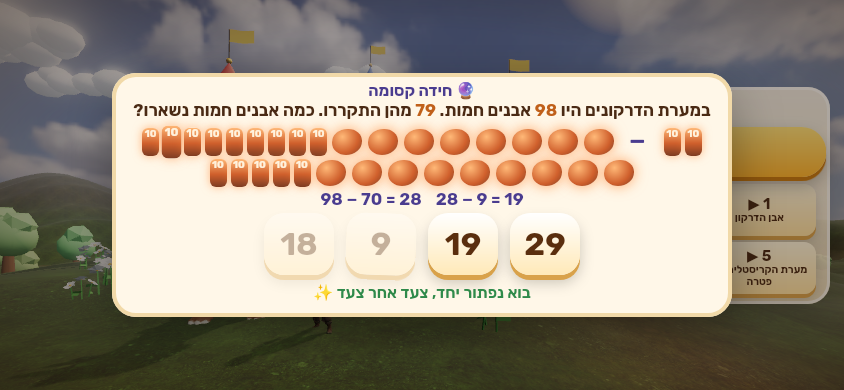 🔮 חידה קסומה
במערת הדרקונים היו 98 אבנים חמות. 79 מהן התקררו. כמה אבנים חמות נשארו?
10 10 10 10 10 10 10 10 10 – 10 10
10 10 10 10 10
98 – 70 = 28 28 – 9 = 19
18 9 19 29
בוא נפתור יחד, צעד אחר צעד ✨
▶ 1
אבן הדרקון
▶ 5
מערת הקריסטלים
פטרה